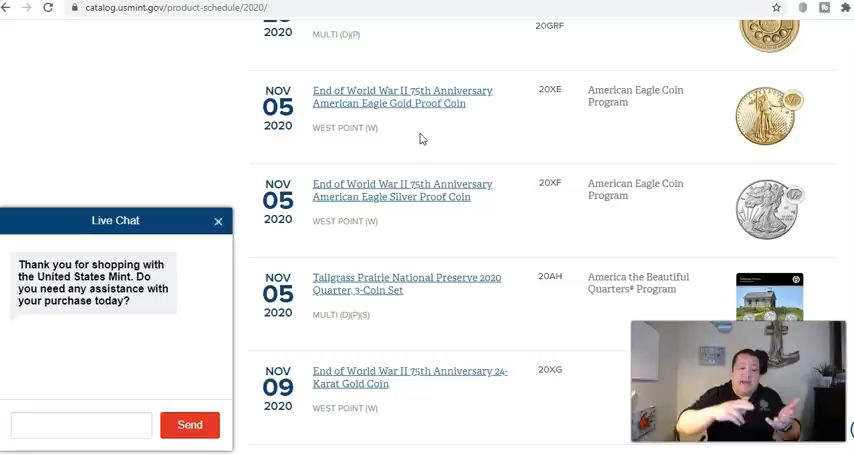 catalog.usmint.gov/product-schedule/2020/
2020
MULTI (D)(P)
20GRF
NOV
05
2020
End of World War II 75th Anniversary
American Eagle Gold Proof Coin
WEST POINT (W)
20XE
American Eagle Coin
Program
NOV
05
2020
End of World War II 75th Anniversary
American Eagle Silver Proof Coin
WEST POINT (W)
20XF
American Eagle Coin
Program
Live Chat
Thank you for shopping with
the United States Mint. Do
you need any assistance with
your purchase today?
Send
NOV
05
2020
Tallgrass Prairie National Preserve 2020
Quarter, 3-Coin Set
MULTI (D)(P)(S)
20AH
America the Beautiful
Quarters® Program
NOV
09
2020
End of World War II 75th Anniversary 24-
Karat Gold Coin
WEST POINT (W)
20XG